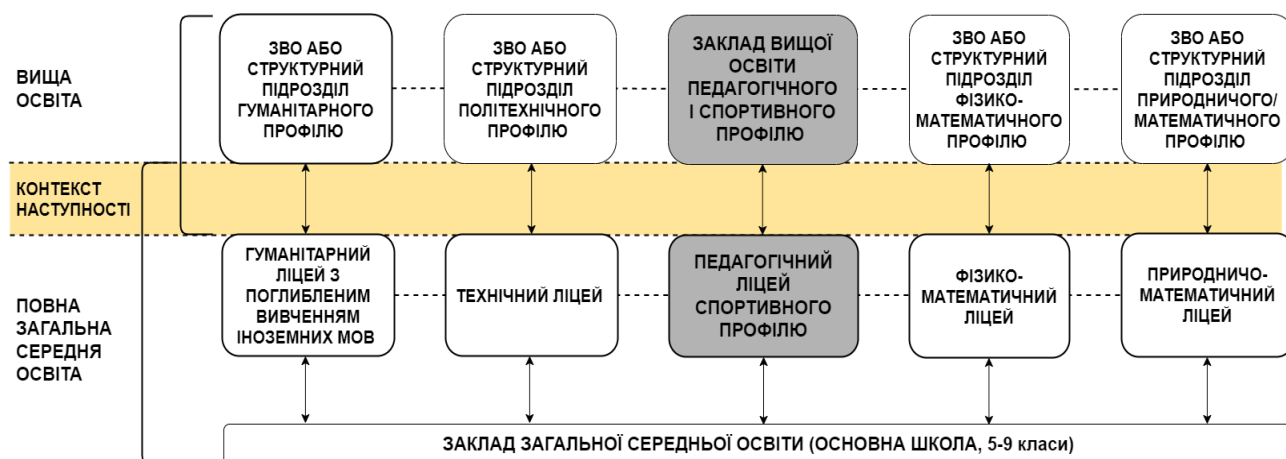 ВИЩА
ОСВІТА
ЗВО АБО
СТРУКТУРНИЙ
ПІДРОЗДІЛ
ГУМАНІТАРНОГО
ПРОФІЛЮ
ЗВО АБО
СТРУКТУРНИЙ
ПІДРОЗДІЛ
ПОЛІТЕХНІЧНОГО
ПРОФІЛЮ
ЗАКЛАД ВИЩОЇ
ОСВІТИ
ПЕДАГОГІЧНОГО
І СПОРТИВНОГО
ПРОФІЛЮ
ЗВО АБО
СТРУКТУРНИЙ
ПІДРОЗДІЛ
ФІЗИКО-
МАТЕМАТИЧНОГО
ПРОФІЛЮ
ЗВО АБО
СТРУКТУРНИЙ
ПІДРОЗДІЛ
ПРИРОДНИЧОГО/
МАТЕМАТИЧНОГО
ПРОФІЛЮ
КОНТЕКСТ
НАСТУПНОСТІ
ПОВНА
ЗАГАЛЬНА
СЕРЕДНЯ
ОСВІТА
ГУМАНІТАРНИЙ
ЛІЦЕЙ З
ПОГЛИБЛЕНИМ
ВИВЧЕННЯМ
ІНОЗЕМНИХ МОВ
ТЕХНІЧНИЙ ЛІЦЕЙ
ПЕДАГОГІЧНИЙ
ЛІЦЕЙ
СПОРТИВНОГО
ПРОФІЛЮ
ФІЗИКО-
МАТЕМАТИЧНИЙ
ЛІЦЕЙ
ПРИРОДНИЧО-
МАТЕМАТИЧНИЙ
ЛІЦЕЙ
ЗАКЛАД ЗАГАЛЬНОЇ СЕРЕДНЬОЇ ОСВІТИ (ОСНОВНА ШКОЛА, 5-9 класи)